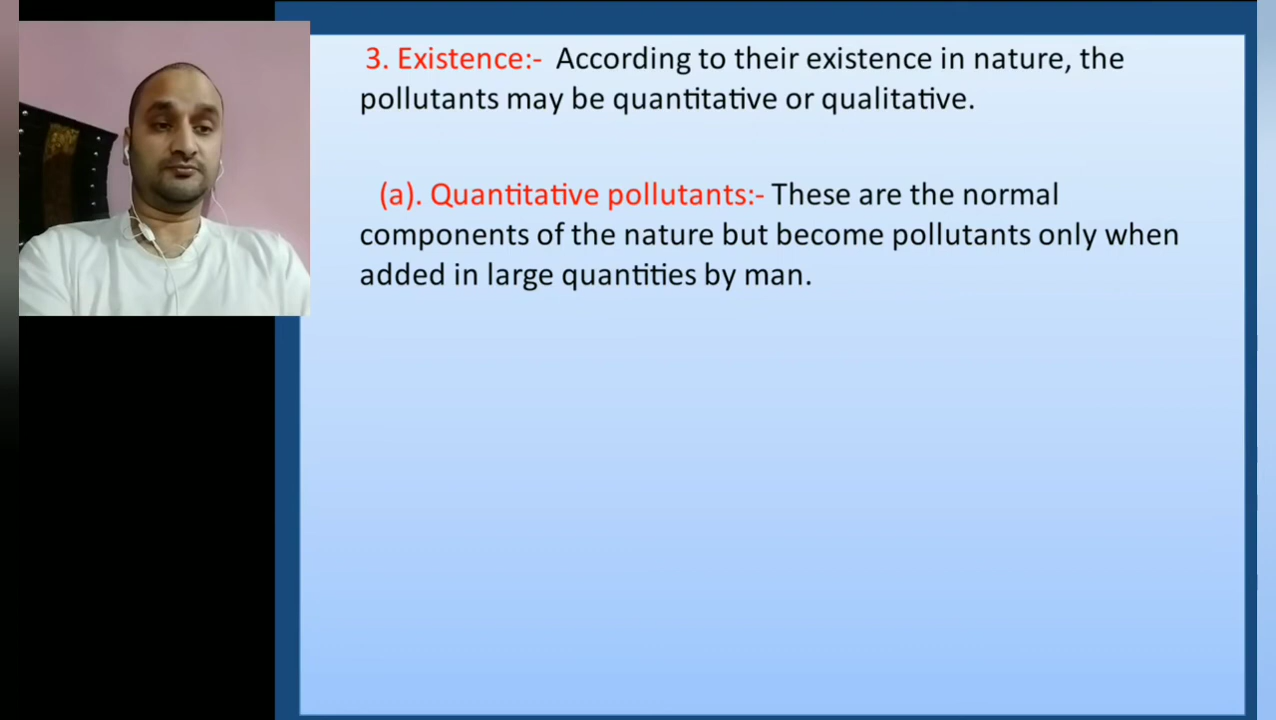 3. Existence:- According to their existence in nature, the
pollutants may be quantitative or qualitative.
(a). Quantitative pollutants:- These are the normal
components of the nature but become pollutants only when
added in large quantities by man.